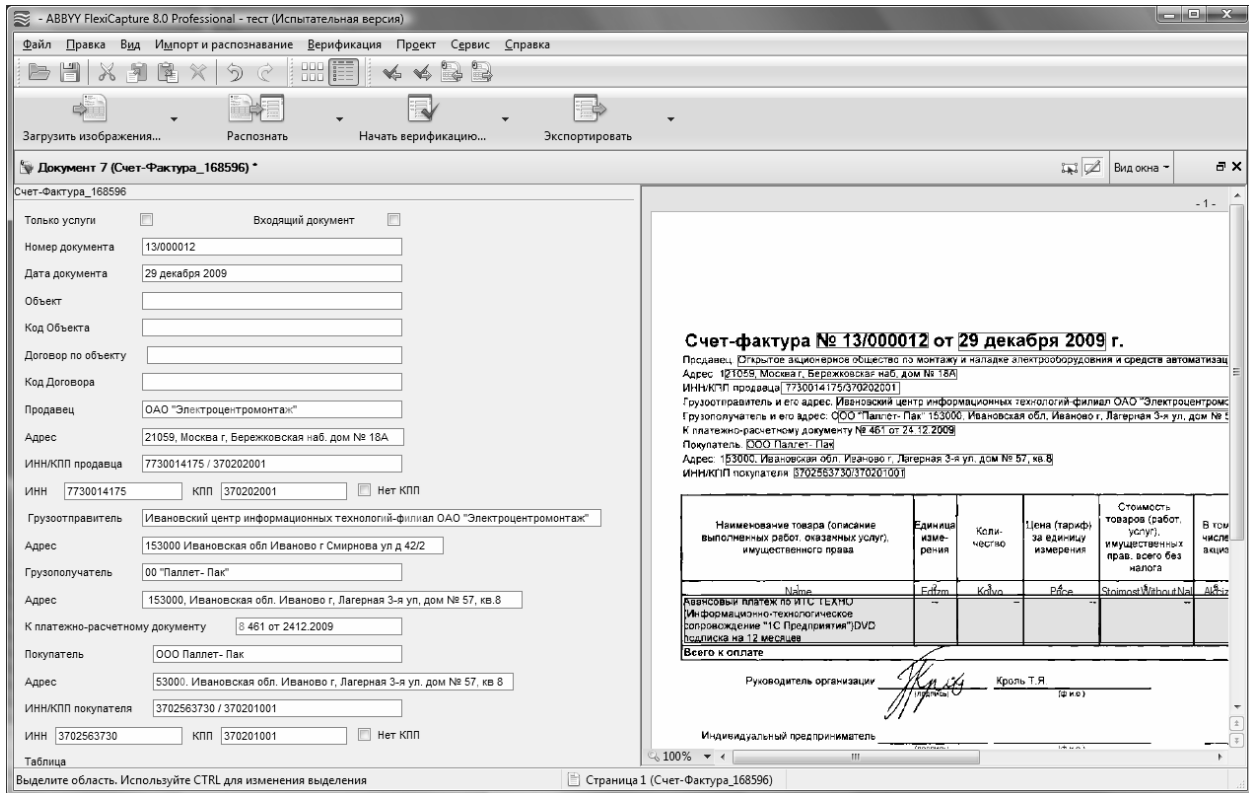 - ABBYY FlexiCapture 8.0 Professional - тест (Испытательная версия)
Файл Правка Вид Импорт и распознавание Верификация Проект Сервис Справка
Загрузить изображения... Распознать Начать верификацию... Экспортировать
Документ 7 (Счет-Фактура_168596) * Вид окна
Счет-Фактура_168596
Только услуги Входящий документ
Номер документа 13/000012
Дата документа 29 декабря 2009
Объект
Код Объекта
Договор по объекту
Код Договора
Продавец ОАО "Электроцентромонтаж"
Адрес 21059, Москва г, Бережковская наб. дом № 18А
ИНН/КПП продавца 7730014175 / 370202001
ИНН 7730014175 КПП 370202001 Нет КПП
Грузоотправитель Ивановский центр информационных технологий-филиал ОАО "Электроцентромонтаж"
Адрес 153000 Ивановская обл Иваново г Смирнова ул д 42/2
Грузополучатель 00 "Паллет- Пак"
Адрес 153000, Ивановская обл. Иваново г, Лагерная 3-я уп, дом № 57, кв.8
К платежно-расчетному документу 8 461 от 2412.2009
Покупатель ООО Паллет- Пак
Адрес 53000. Ивановская обл. Иваново г, Лагерная 3-я ул. дом № 57, кв 8
ИНН/КПП покупателя 3702563730 / 370201001
ИНН 3702563730 КПП 370201001 Нет КПП
Таблица
- 1 -
Счет-фактура № 13/000012 от 29 декабря 2009 г.
Продавец. Открытое акционерное общество по монтажу и наладке электрооборудовния и средств автоматизац
Адрес 121059, Москва г, Бережковская наб, дом № 18А
ИНН/КПП продавца 7730014175/370202001
Грузоотправитель и его адрес. Ивановский центр информационных технологий-филиал ОАО "Электроцентромо
Грузополучатель и его адрес: ООО "Паллет- Пак" 153000, Ивановская обл, Иваново г, Лагерная 3-я ул, дом №
К платежно-расчетному документу № 461 от 24 12.2009
Покупатель. ООО Паллет- Пак
Адрес: 153000, Ивановская обл. Иваново г, Лагерная 3-я ул, дом № 57, кв.8
ИНН/КПП покупателя 3702563730/370201001
Наименование товара (описание выполненных работ, оказанных услуг), имущественного права
Единица изме- рения
Коли- чество
Цена (тариф) за единицу измерения
Стоимость товаров (работ, услуг), имущественных прав, всего без налога
В том числе акциз
Name Edizm Kolvo Price StoimostWithoutNal
Авансовый платеж по ИТС ТЕХНО
(Информационно-технологическое
сопровождение "1С Предприятия")DVD
подписка на 12 месяцев
Всего к оплате
Руководитель организации Кроль Т.Я.
(подпись) (ф и.о)
Индивидуальный предприниматель
100%
Выделите область. Используйте CTRL для изменения выделения Страница 1 (Счет-Фактура_168596)